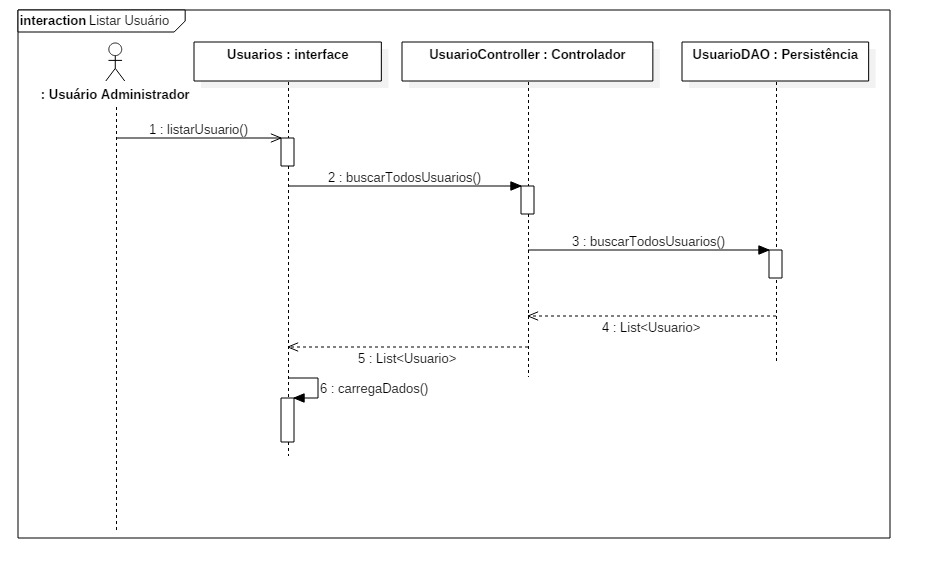 interaction Listar Usuário
Usuarios : interface
UsuarioController : Controlador
UsuarioDAO : Persistência
: Usuário Administrador
1 : listarUsuario()
2 : buscarTodosUsuarios()
3 : buscarTodosUsuarios()
4 : List<Usuario>
5 : List<Usuario>
6 : carregaDados()